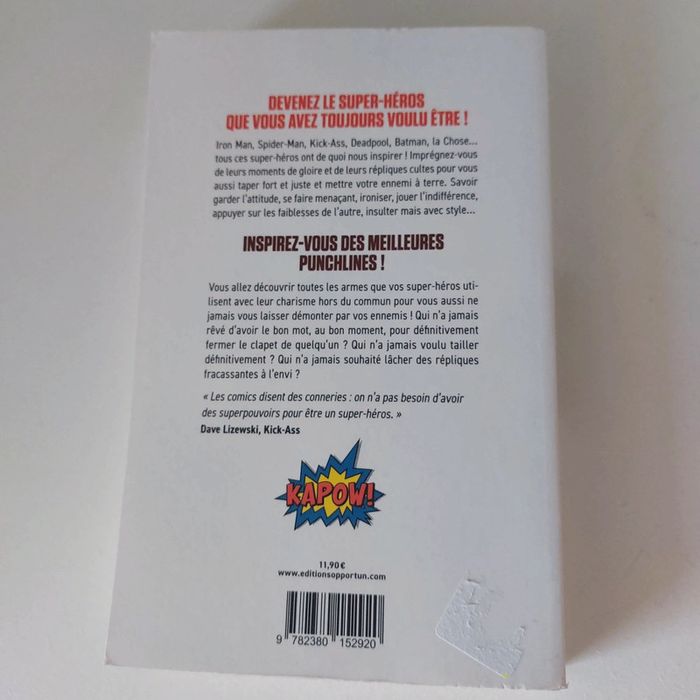 DEVENEZ LE SUPER-HÉROS
QUE VOUS AVEZ TOUJOURS VOULU ÊTRE !
Iron Man, Spider-Man, Kick-Ass, Deadpool, Batman, la Chose...
tous ces super-héros ont de quoi nous inspirer ! Imprégnez-vous
de leurs moments de gloire et de leurs répliques cultes pour vous
aussi taper fort et juste et mettre votre ennemi à terre. Savoir
garder l'attitude, se faire menaçant, ironiser, jouer l'indifférence,
appuyer sur les faiblesses de l'autre, insulter mais avec style...
INSPIREZ-VOUS DES MEILLEURES
PUNCHLINES !
Vous allez découvrir toutes les armes que vos super-héros uti-
lisent avec leur charisme hors du commun pour vous aussi ne
jamais vous laisser démonter par vos ennemis ! Qui n'a jamais
rêvé d'avoir le bon mot, au bon moment, pour définitivement
fermer le clapet de quelqu'un ? Qui n'a jamais voulu tailler
définitivement ? Qui n'a jamais souhaité lâcher des répliques
fracassantes à l'envi ?
« Les comics disent des conneries : on n'a pas besoin d'avoir
des superpouvoirs pour être un super-héros. »
Dave Lizewski, Kick-Ass
KAPOW!
11,90 €
www.editionsopportun.com
9 782380 152920